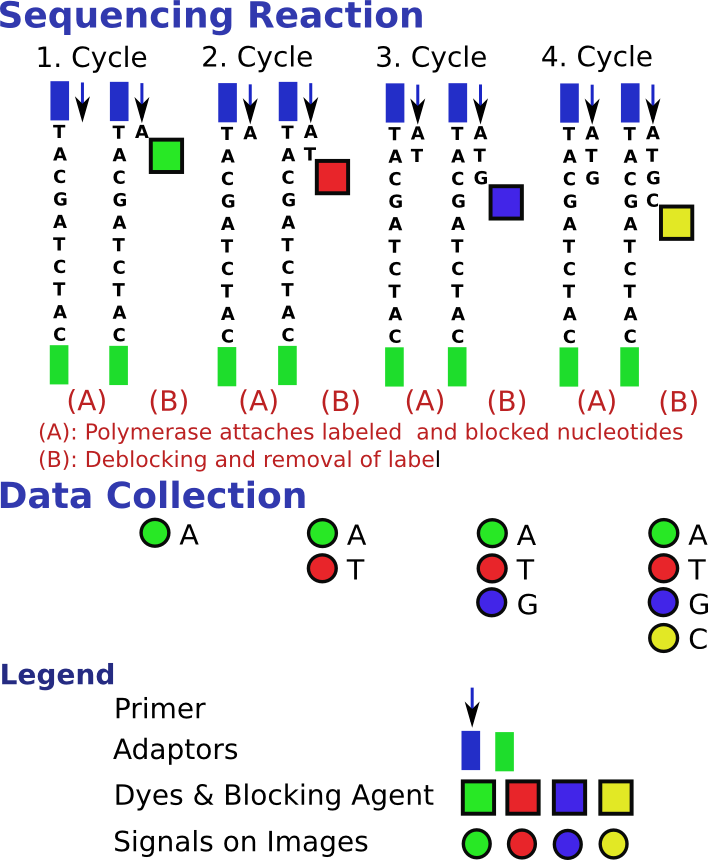 Sequencing Reaction
1. Cycle 2. Cycle 3. Cycle 4. Cycle
T T A T A T A T A T A T A T A
A A A A T A T A T A T A T
C C C C C C G C G C G
G G G G G G G G C
A A A A A A A A
T T T T T T T T
C C C C C C C C
T T T T T T T T
A A A A A A A A
C C C C C C C C
(A) (B) (A) (B) (A) (B) (A) (B)
(A): Polymerase attaches labeled and blocked nucleotides
(B): Deblocking and removal of label
Data Collection
A A A A
T T T
G G
C
Legend
Primer
Adaptors
Dyes & Blocking Agent
Signals on Images